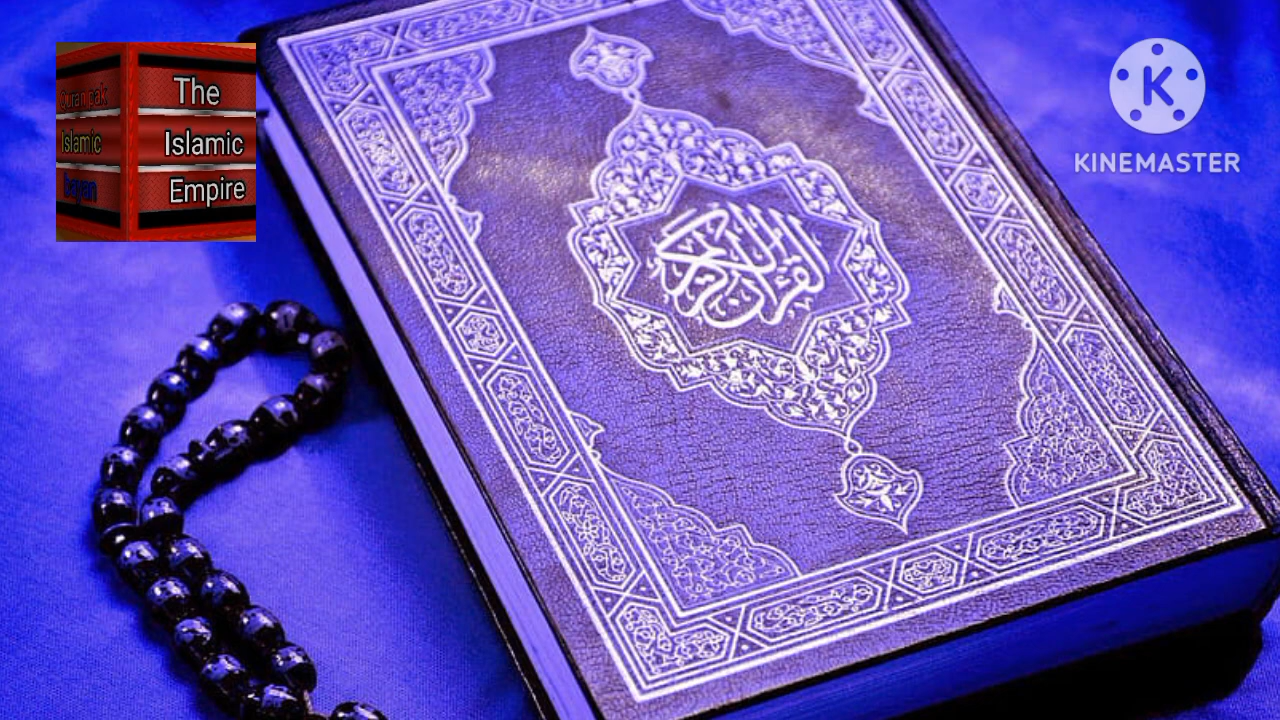 Quran pak
Islamic
bayan
The
Islamic
Empire
القرآن الكريم
K
KINEMASTER